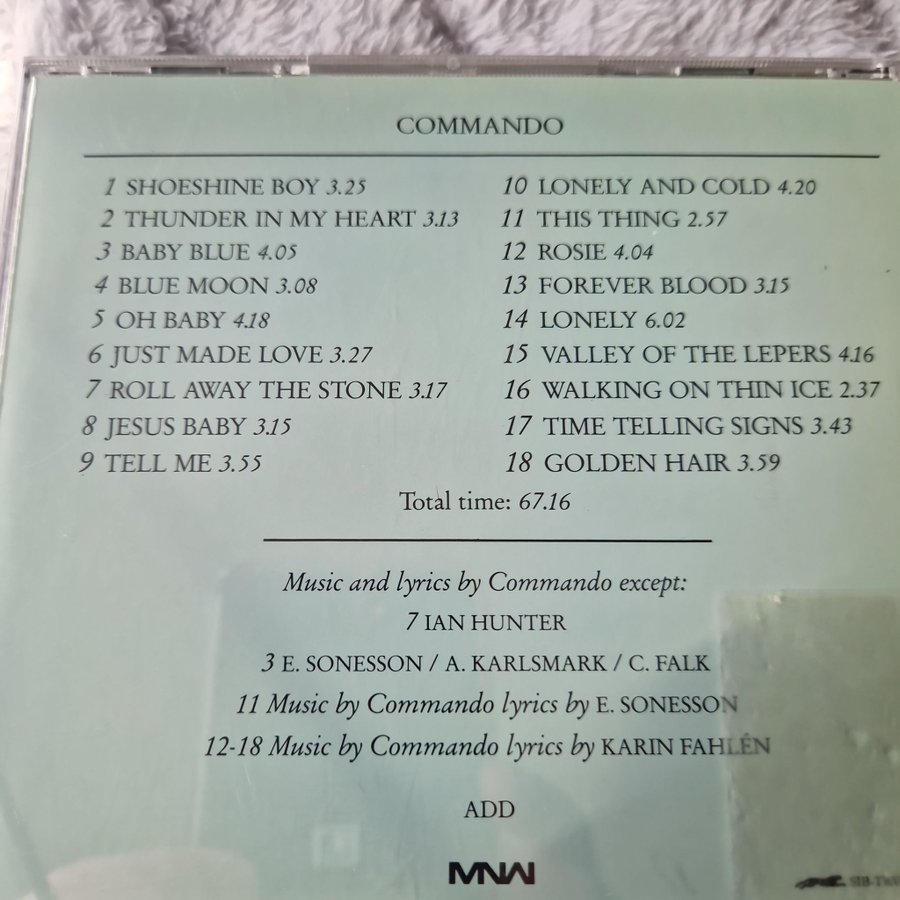 COMMANDO
1 SHOESHINE BOY 3.25
2 THUNDER IN MY HEART 3.13
3 BABY BLUE 4.05
4 BLUE MOON 3.08
5 OH BABY 4.18
6 JUST MADE LOVE 3.27
7 ROLL AWAY THE STONE 3.17
8 JESUS BABY 3.15
9 TELL ME 3.55
10 LONELY AND COLD 4.20
11 THIS THING 2.57
12 ROSIE 4.04
13 FOREVER BLOOD 3.15
14 LONELY 6.02
15 VALLEY OF THE LEPERS 4.16
16 WALKING ON THIN ICE 2.37
17 TIME TELLING SIGNS 3.43
18 GOLDEN HAIR 3.59
Total time: 67.16
Music and lyrics by Commando except:
7 IAN HUNTER
3 E. SONESSON / A. KARLSMARK / C. FALK
11 Music by Commando lyrics by E. SONESSON
12-18 Music by Commando lyrics by KARIN FAHLÉN
ADD
MNW